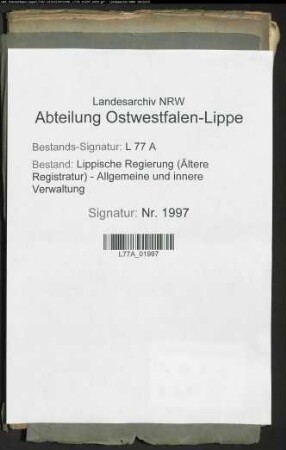 Landesarchiv NRW
Abteilung Ostwestfalen-Lippe
Bestands-Signatur: L 77 A
Bestand: Lippische Regierung (Ältere
Registratur) - Allgemeine und innere
Verwaltung
Signatur: Nr. 1997
L77A_01997